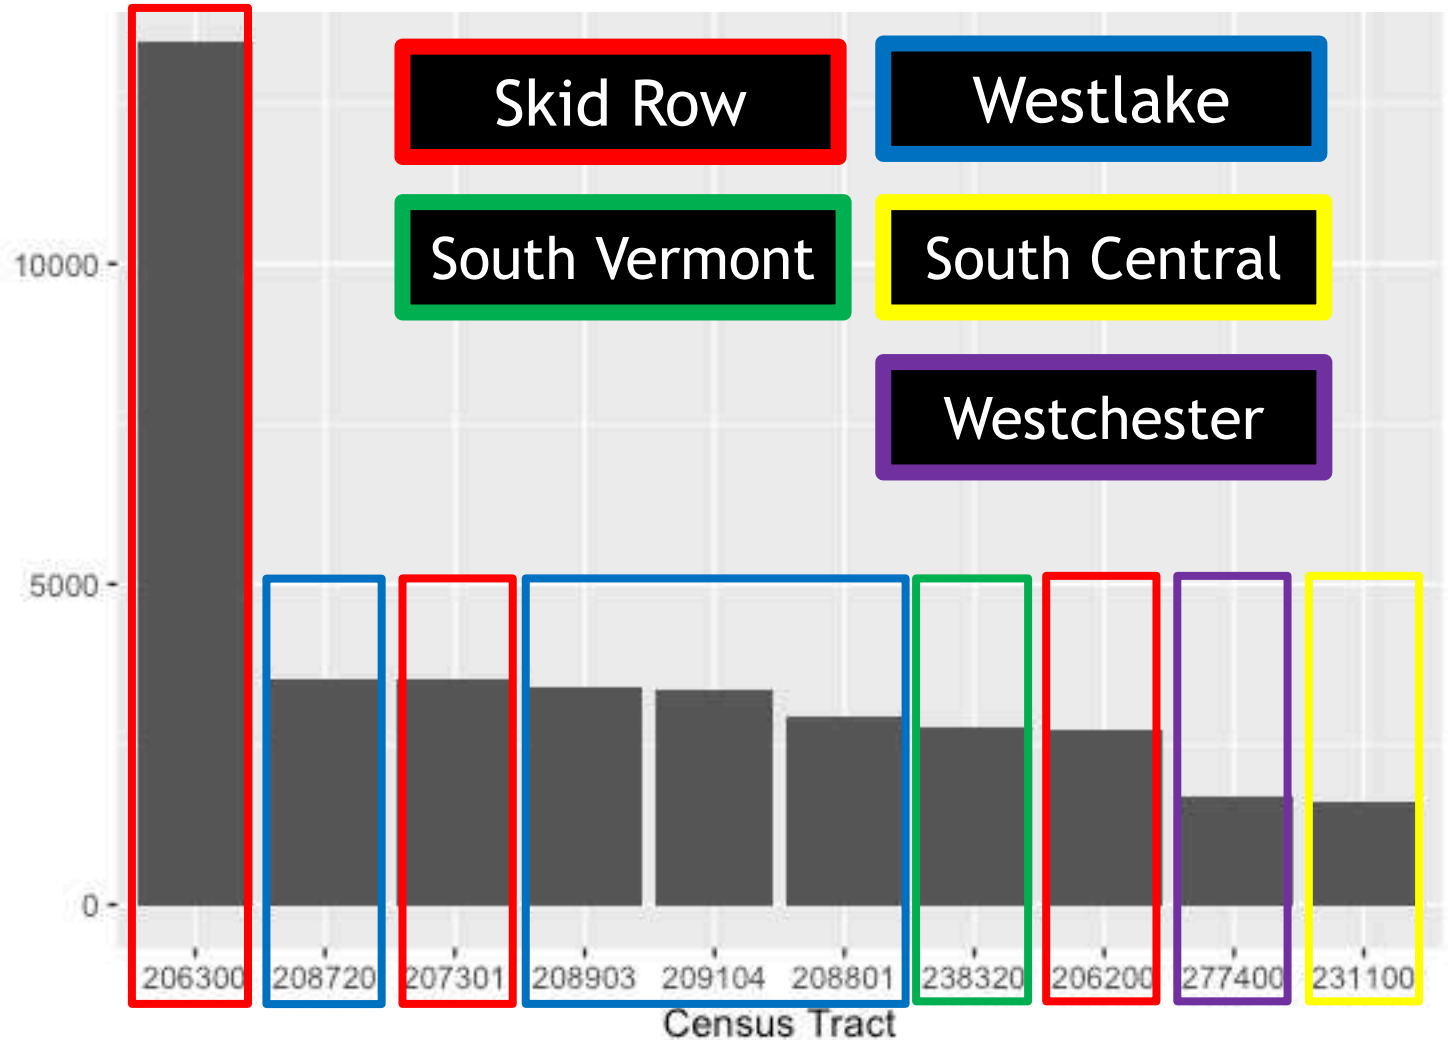 Skid Row
Westlake
South Vermont
South Central
Westchester
10000
5000
0
206300 208720 207301 208903 209104 208801 238320 206200 277400 231100
Census Tract